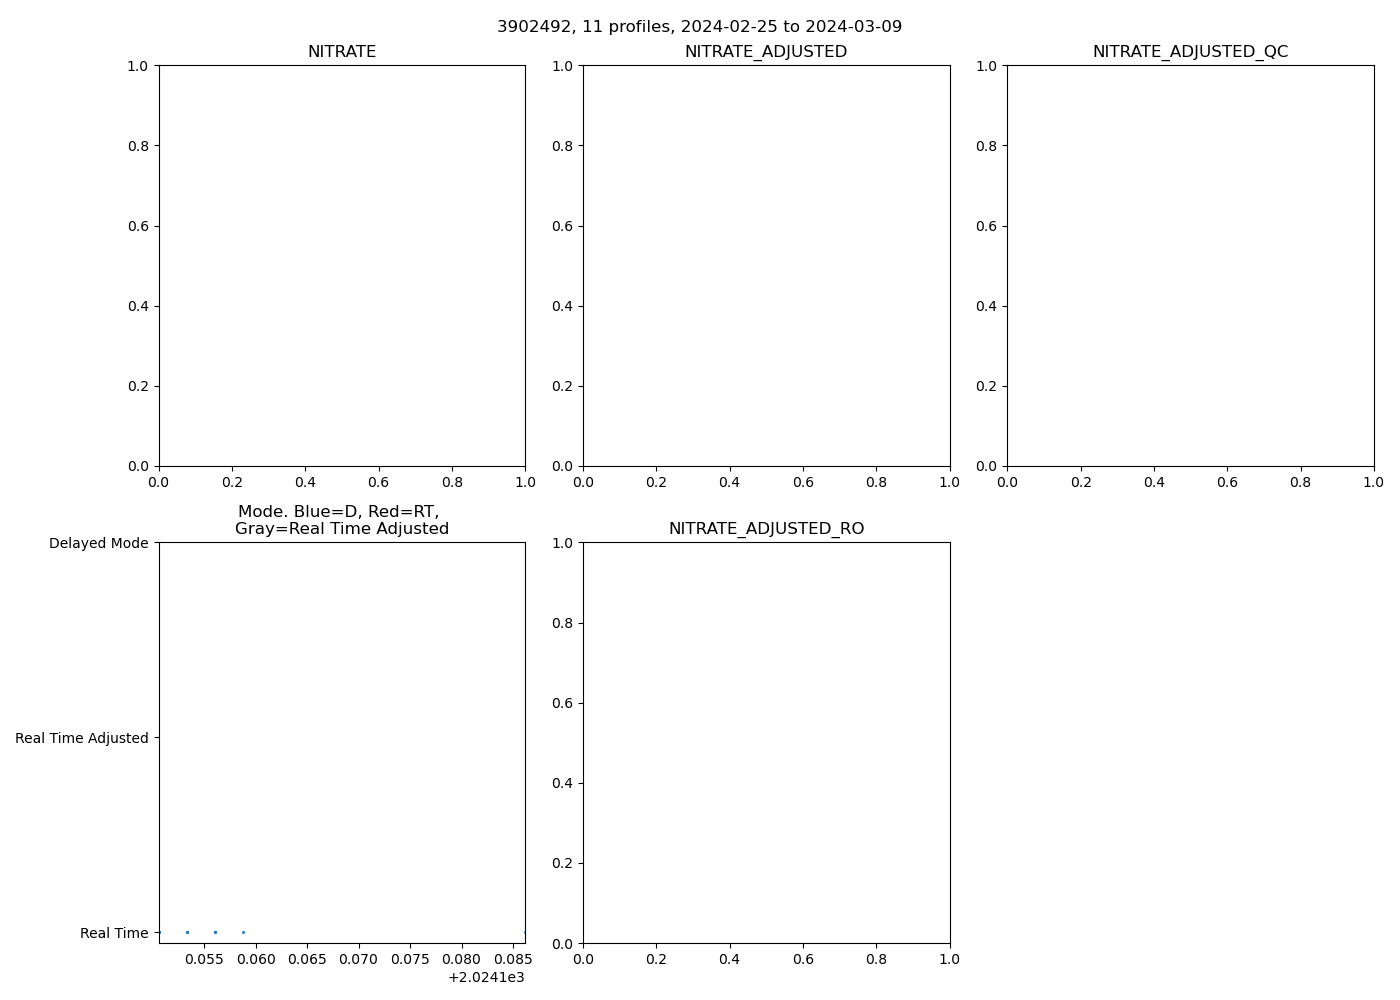 3902492, 11 profiles, 2024-02-25 to 2024-03-09
NITRATE
NITRATE_ADJUSTED
NITRATE_ADJUSTED_QC
1.0
0.8
0.6
0.4
0.2
0.0
0.0 0.2 0.4 0.6 0.8 1.0
1.0
0.8
0.6
0.4
0.2
0.0
0.0 0.2 0.4 0.6 0.8 1.0
1.0
0.8
0.6
0.4
0.2
0.0
0.0 0.2 0.4 0.6 0.8 1.0
Mode. Blue=D, Red=RT,
Gray=Real Time Adjusted
Delayed Mode
Real Time Adjusted
Real Time
0.055 0.060 0.065 0.070 0.075 0.080 0.085
+2.0241e3
NITRATE_ADJUSTED_RO
1.0
0.8
0.6
0.4
0.2
0.0
0.0 0.2 0.4 0.6 0.8 1.0